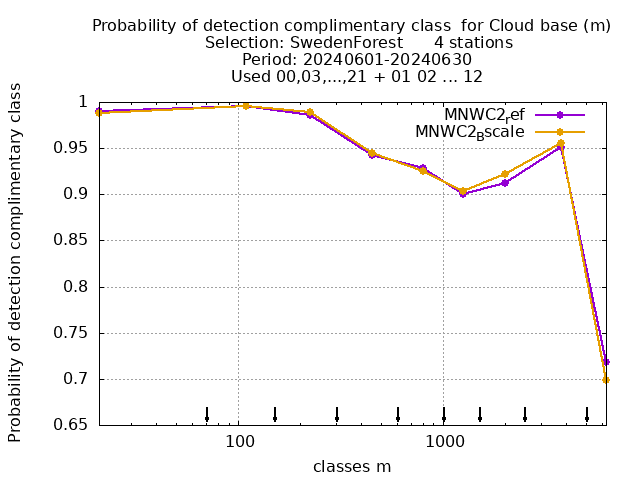 Probability of detection complimentary class  for Cloud base (m)
Selection: SwedenForest      4 stations
Period: 20240601-20240630
Used 00,03,...,21 + 01 02 ... 12
MNWC2ref
MNWC2Bscale
1
0.95
0.9
0.85
0.8
0.75
0.7
0.65
100
1000
classes m
Probability of detection complimentary class